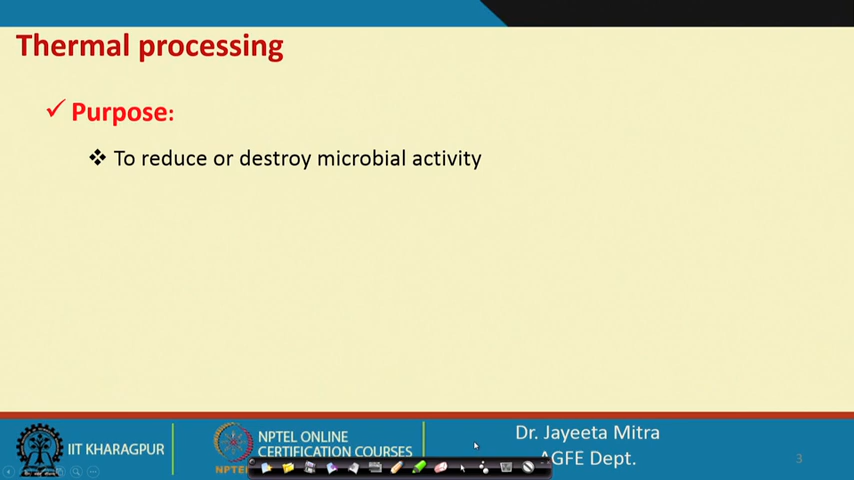 Thermal processing
✓ Purpose:
❖ To reduce or destroy microbial activity
IIT KHARAGPUR
NPTEL ONLINE
CERTIFICATION COURSES
NPTEL
Dr. Jayeeta Mitra
AGFE Dept.
3